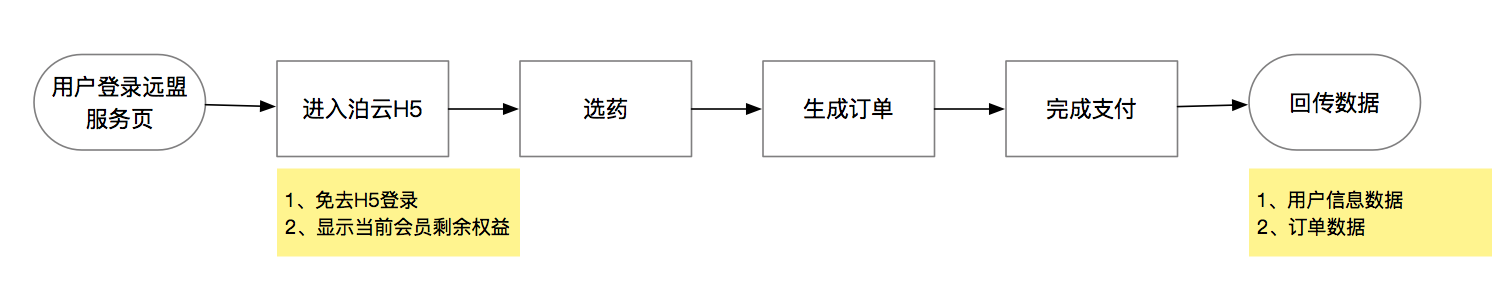 用户登录远盟
服务页
进入泊云H5
选药
生成订单
完成支付
回传数据
1、免去H5登录
2、显示当前会员剩余权益
1、用户信息数据
2、订单数据